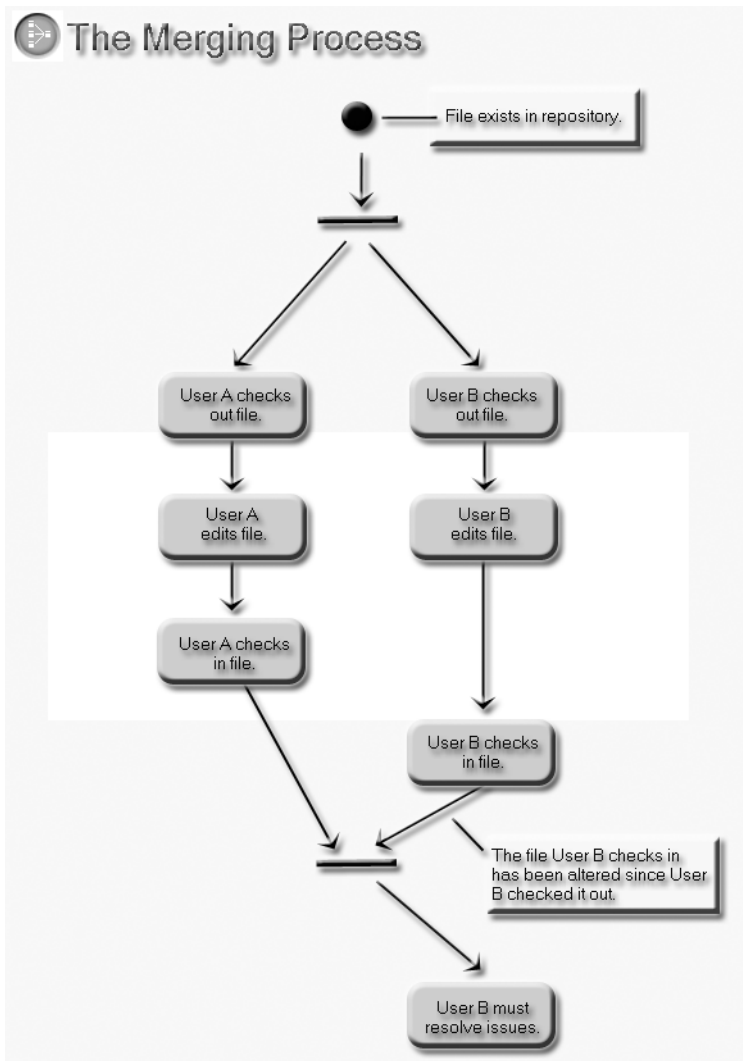 The Merging Process
File exists in repository.
User A checks
out file.
User B checks
out file.
User A
edits file.
User B
edits file.
User A checks
in file.
User B checks
in file.
The file User B checks in
has been altered since User
B checked it out.
User B must
resolve issues.